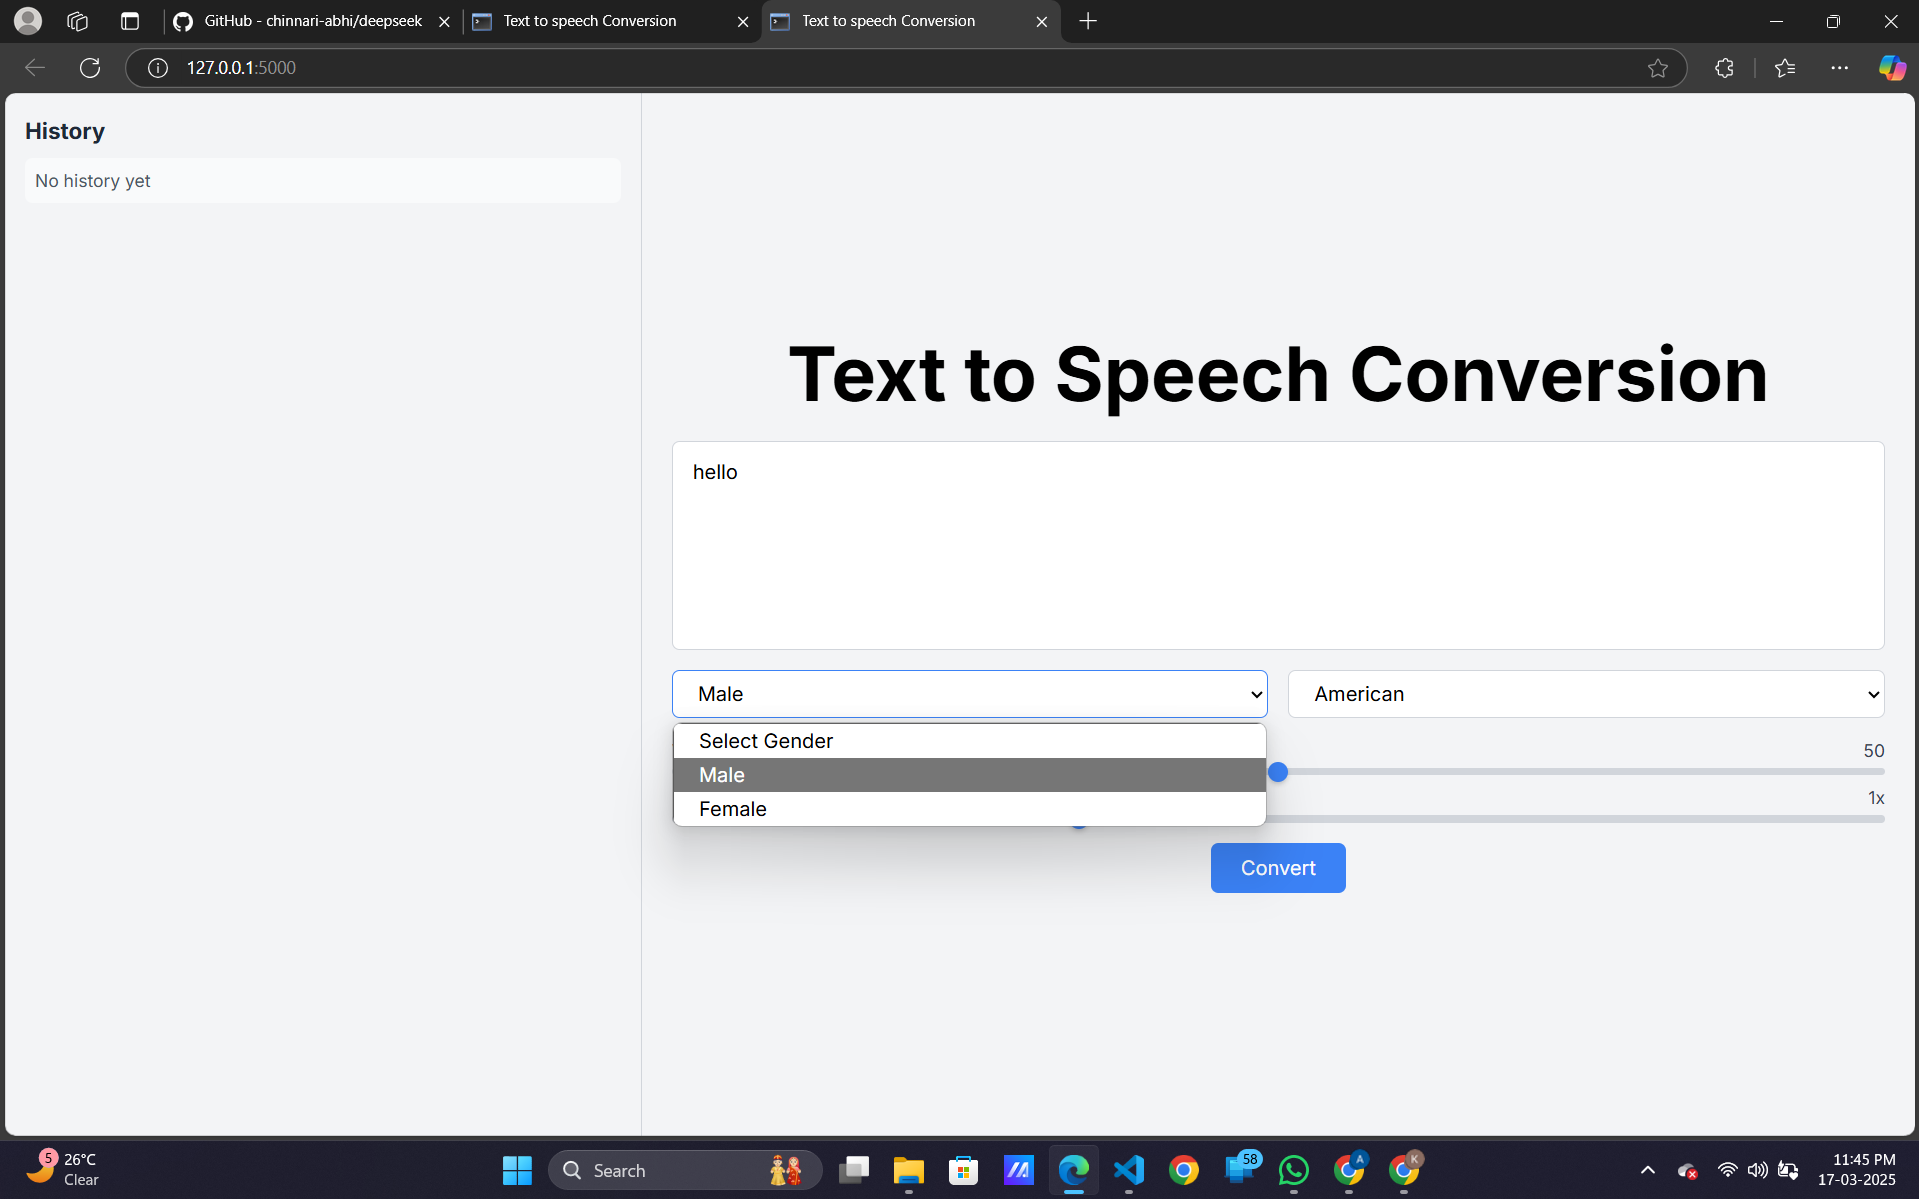 GitHub - chinnari-abhi/deepseek
Text to speech Conversion
Text to speech Conversion
127.0.0.1:5000
History
No history yet
Text to Speech Conversion
hello
Male
American
Select Gender
Male
Female
50
1x
Convert
5
26°C
Clear
Search
58
A
K
11:45 PM
17-03-2025